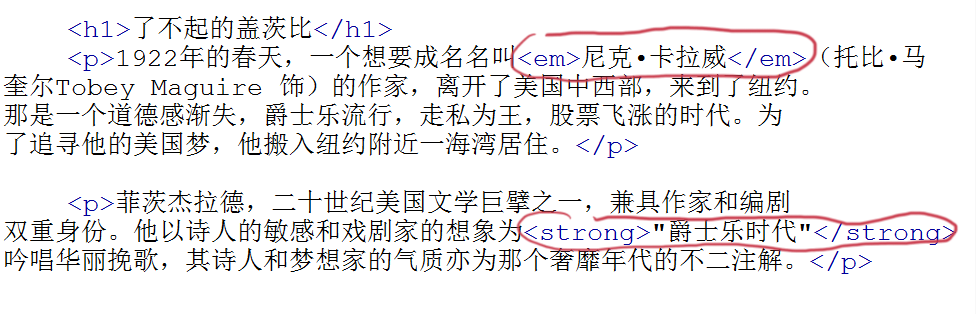 <h1>了不起的盖茨比</h1>
<p>1922年的春天，一个想要成名名叫<em>尼克•卡拉威</em>（托比•马
奎尔Tobey Maguire 饰）的作家，离开了美国中西部，来到了纽约。
那是一个道德感渐失，爵士乐流行，走私为王，股票飞涨的时代。为
了追寻他的美国梦，他搬入纽约附近一海湾居住。</p>
<p>菲茨杰拉德，二十世纪美国文学巨擘之一，兼具作家和编剧
双重身份。他以诗人的敏感和戏剧家的想象为<strong>"爵士乐时代"</strong>
吟唱华丽挽歌，其诗人和梦想家的气质亦为那个奢靡年代的不二注解。</p>